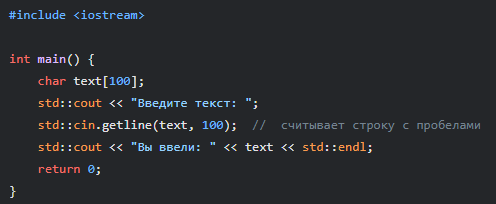 #include <iostream>

int main() {
    char text[100];
    std::cout << "Введите текст: ";
    std::cin.getline(text, 100);  //  считывает строку с пробелами
    std::cout << "Вы ввели: " << text << std::endl;
    return 0;
}